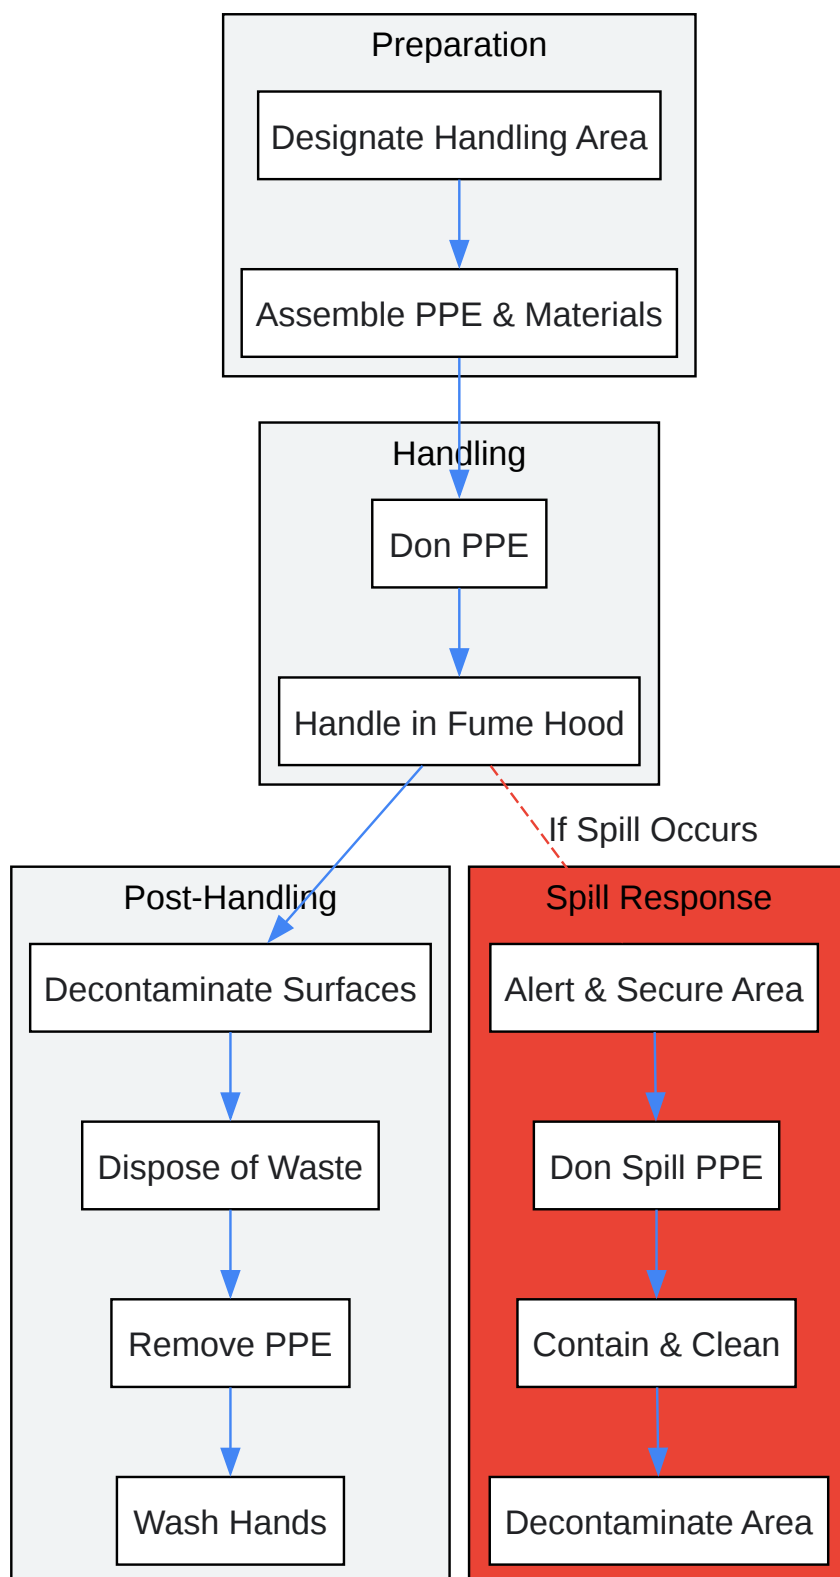 Preparation
Designate Handling Area
Assemble PPE & Materials
Handling
Don PPE
Handle in Fume Hood
If Spill Occurs
Post-Handling
Decontaminate Surfaces
Dispose of Waste
Remove PPE
Wash Hands
Spill Response
Alert & Secure Area
Don Spill PPE
Contain & Clean
Decontaminate Area